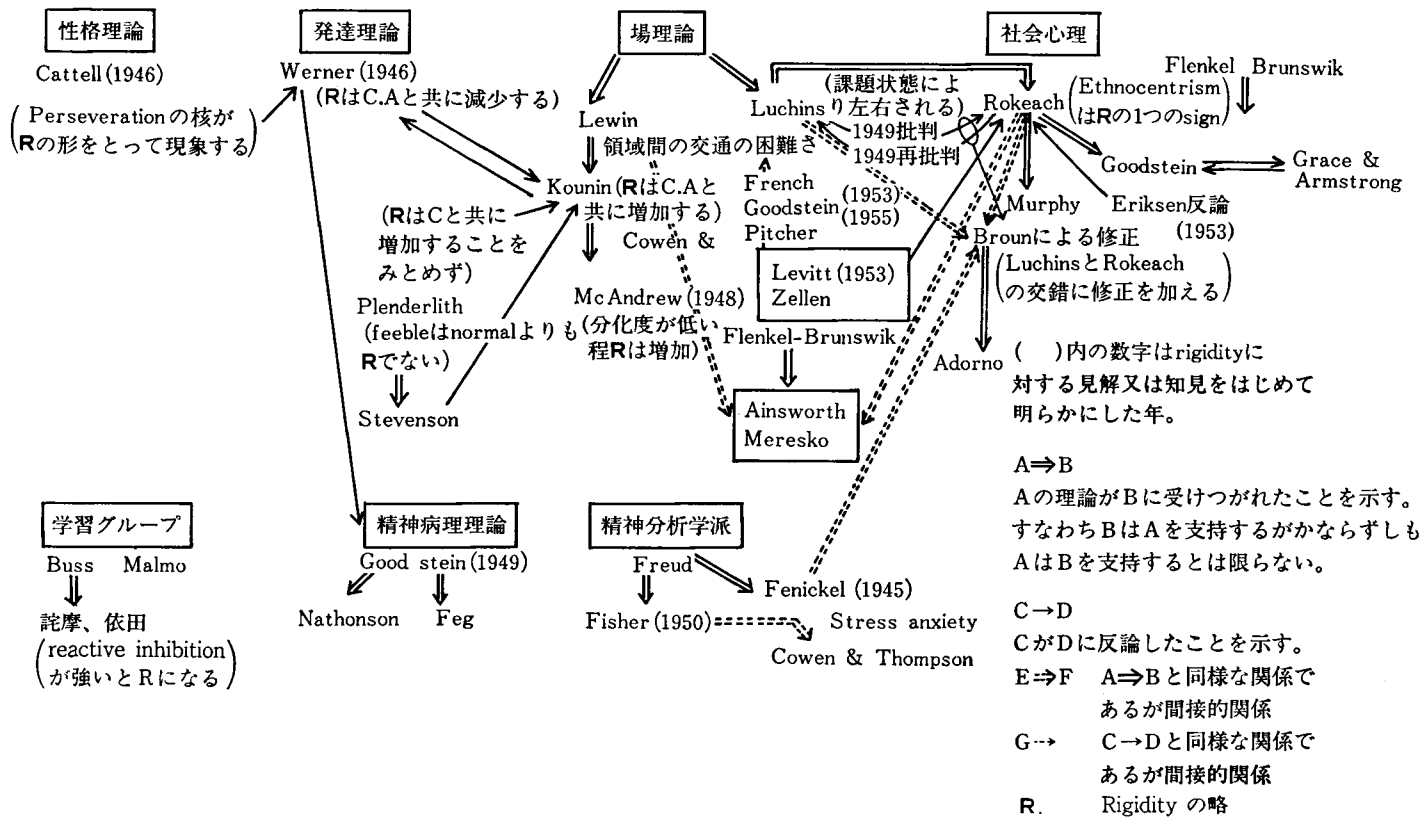 性格理論
Cattell (1946)
(Perseverationの核が
Rの形をとって現象する)
発達理論
Werner (1946)
(RはC.Aと共に減少する)
場理論
Lewin
領域間の交通の困難さ
Kounin (RはC.Aと
共に増加する)
(RはCと共に
増加することを
みとめず)
Plenderlith
(feebleはnormalよりも
Rでない)
Stevenson
Cowen &
McAndrew (1948)
(分化度が低い
程Rは増加)
Luchins
(課題状態によ
り左右される)
1949批判
1949再批判
French
Goodstein (1953)
(1955)
Pitcher
Levitt (1953)
Zellen
Flenkel-Brunswik
Ainsworth
Meresko
社会心理
Flenkel Brunswik
Rokeach
(Ethnocentrism
はRの1つのsign)
Goodstein
Grace &
Armstrong
Murphy
Eriksen反論
(1953)
Brounによる修正
(LuchinsとRokeach
の交錯に修正を加える)
Adorno
学習グループ
Buss Malmo
詫摩、依田
(reactive inhibition
が強いとRになる)
精神病理理論
Good stein (1949)
Nathonson Feg
精神分析学派
Freud
Fenickel (1945)
Fisher (1950)
Stress anxiety
Cowen & Thompson
( )内の数字はrigidityに
対する見解又は知見をはじめて
明らかにした年。
A⇒B
Aの理論がBに受けつがれたことを示す。
すなわちBはAを支持するがかならずしも
AはBを支持するとは限らない。
C→D
CがDに反論したことを示す。
E⤇F A⇒Bと同様な関係で
あるが間接的関係
G⇢ C→Dと同様な関係で
あるが間接的関係
R. Rigidity の略